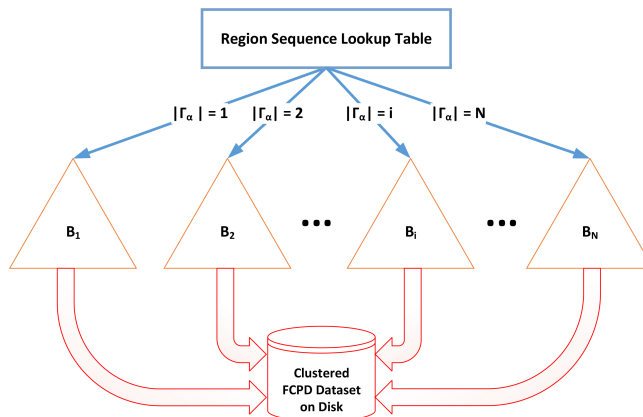 Region Sequence Lookup Table
|Γα| = 1
|Γα| = 2
|Γα| = i
|Γα| = N
B1
B2
•••
Bi
•••
BN
Clustered
FCPD Dataset
on Disk